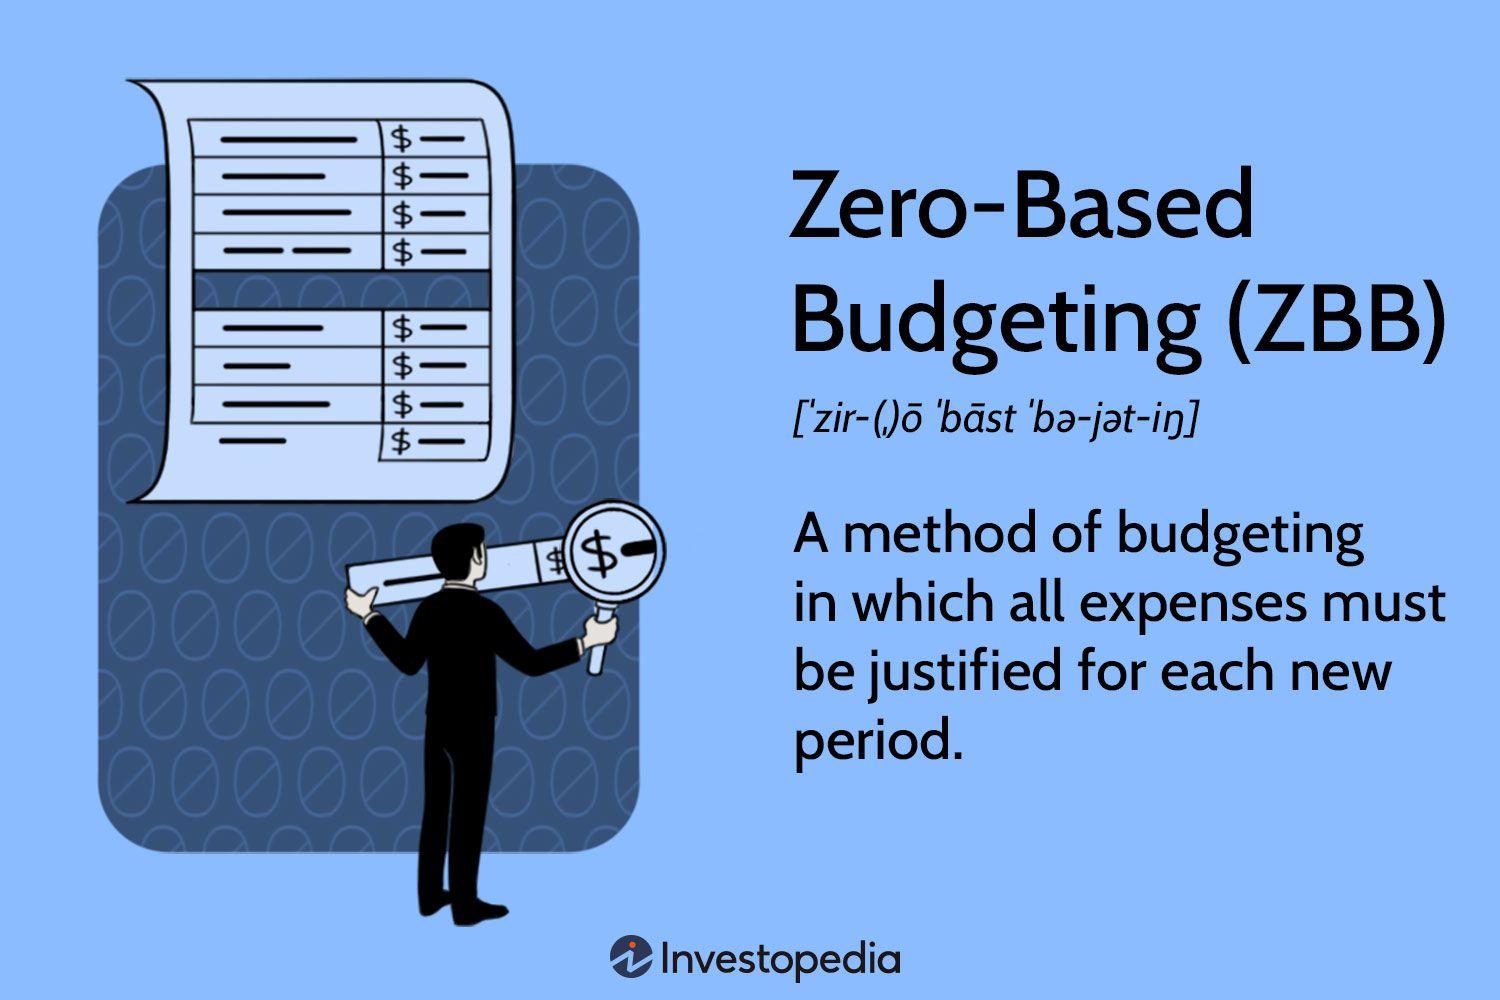 $
$
$
$
$
$
$
$
$ $
Zero-Based
Budgeting (ZBB)
[ˈzir-(ˌ)ō ˈbāst ˈbə-jət-iŋ]
A method of budgeting
in which all expenses must
be justified for each new
period.
Investopedia